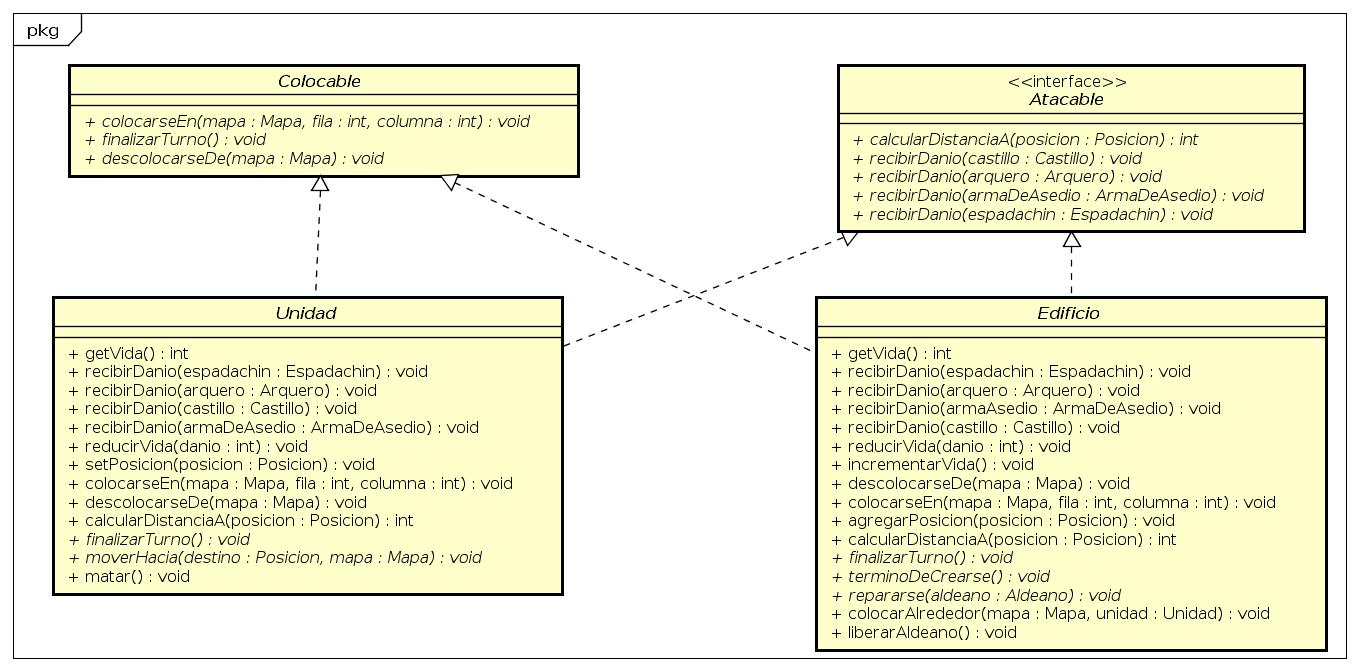 pkg
Colocable
+ colocarseEn(mapa : Mapa, fila : int, columna : int) : void
+ finalizarTurno() : void
+ descolocarseDe(mapa : Mapa) : void
<<interface>>
Atacable
+ calcularDistanciaA(posicion : Posicion) : int
+ recibirDanio(castillo : Castillo) : void
+ recibirDanio(arquero : Arquero) : void
+ recibirDanio(armaDeAsedio : ArmaDeAsedio) : void
+ recibirDanio(espadachin : Espadachin) : void
Unidad
+ getVida() : int
+ recibirDanio(espadachin : Espadachin) : void
+ recibirDanio(arquero : Arquero) : void
+ recibirDanio(castillo : Castillo) : void
+ recibirDanio(armaDeAsedio : ArmaDeAsedio) : void
+ reducirVida(danio : int) : void
+ setPosicion(posicion : Posicion) : void
+ colocarseEn(mapa : Mapa, fila : int, columna : int) : void
+ descolocarseDe(mapa : Mapa) : void
+ calcularDistanciaA(posicion : Posicion) : int
+ finalizarTurno() : void
+ moverHacia(destino : Posicion, mapa : Mapa) : void
+ matar() : void
Edificio
+ getVida() : int
+ recibirDanio(espadachin : Espadachin) : void
+ recibirDanio(arquero : Arquero) : void
+ recibirDanio(armaAsedio : ArmaDeAsedio) : void
+ recibirDanio(castillo : Castillo) : void
+ reducirVida(danio : int) : void
+ incrementarVida() : void
+ descolocarseDe(mapa : Mapa) : void
+ colocarseEn(mapa : Mapa, fila : int, columna : int) : void
+ agregarPosicion(posicion : Posicion) : void
+ calcularDistanciaA(posicion : Posicion) : int
+ finalizarTurno() : void
+ terminoDeCrearse() : void
+ repararse(aldeano : Aldeano) : void
+ colocarAlrededor(mapa : Mapa, unidad : Unidad) : void
+ liberarAldeano() : void